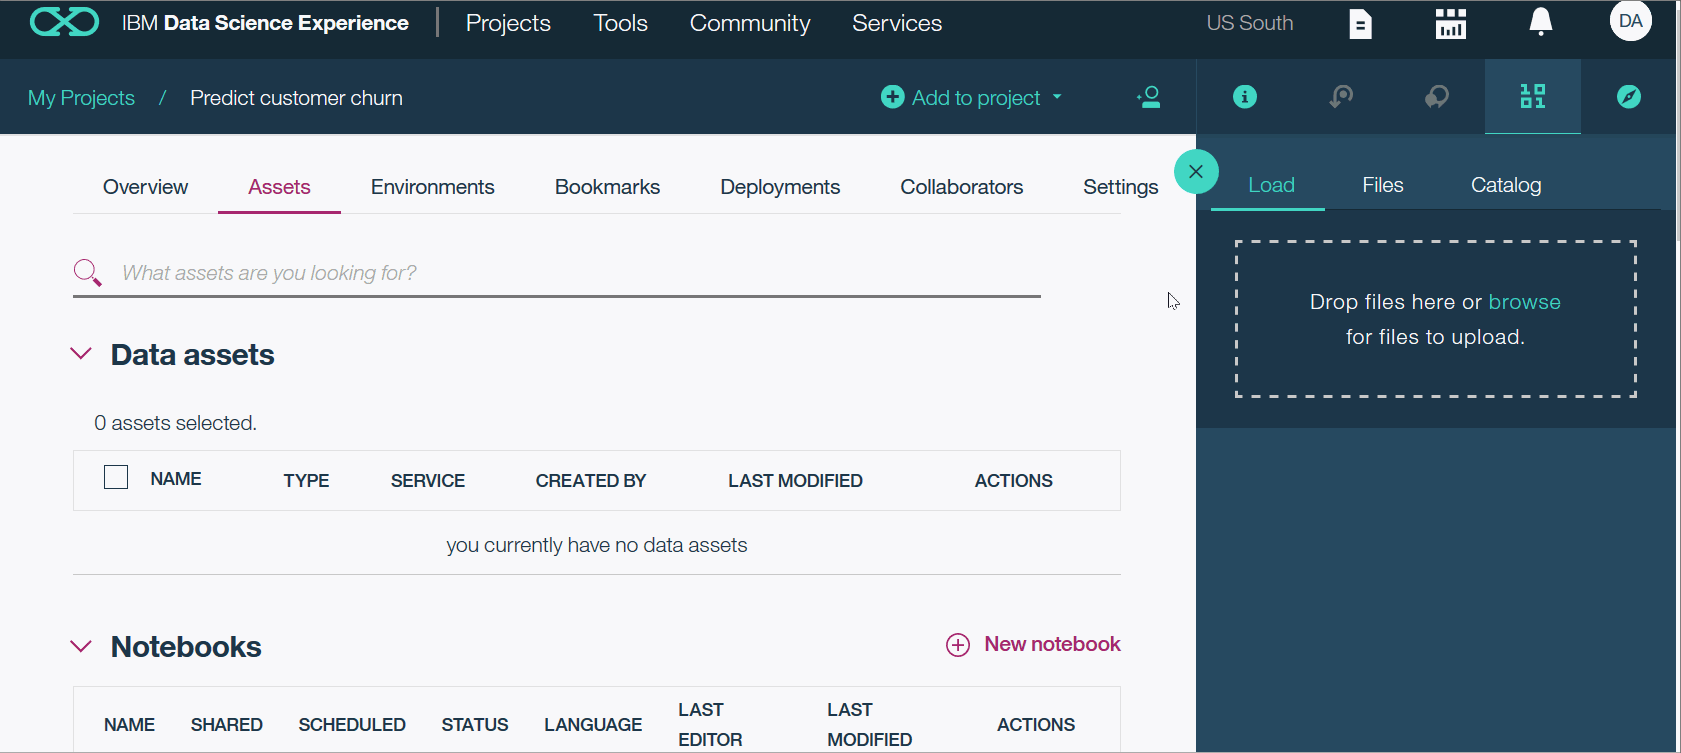 IBM Data Science Experience
Projects Tools Community Services
US South
DA
My Projects / Predict customer churn
Add to project
Overview Assets Environments Bookmarks Deployments Collaborators Settings
Load Files Catalog
What assets are you looking for?
Drop files here or browse
for files to upload.
Data assets
0 assets selected.
NAME TYPE SERVICE CREATED BY LAST MODIFIED ACTIONS
you currently have no data assets
Notebooks
New notebook
NAME SHARED SCHEDULED STATUS LANGUAGE LAST EDITOR LAST MODIFIED ACTIONS